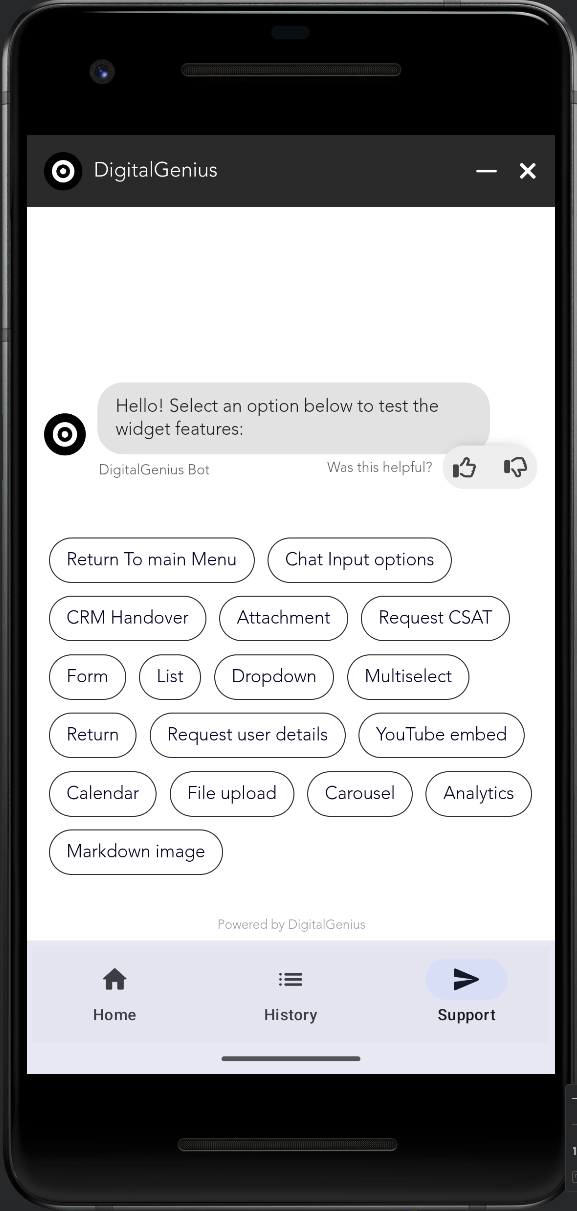 DigitalGenius
Hello! Select an option below to test the
widget features:
DigitalGenius Bot
Was this helpful?
Return To main Menu
Chat Input options
CRM Handover
Attachment
Request CSAT
Form
List
Dropdown
Multiselect
Return
Request user details
YouTube embed
Calendar
File upload
Carousel
Analytics
Markdown image
Powered by DigitalGenius
Home
History
Support